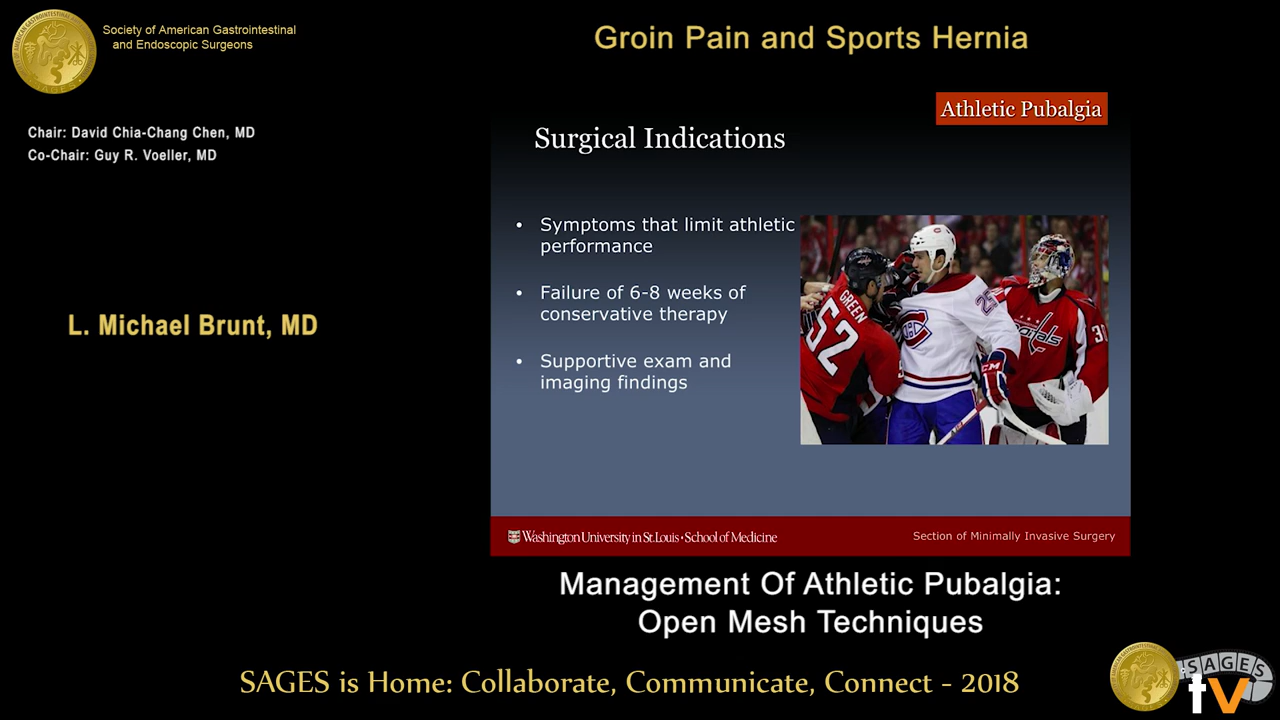 Society of American Gastrointestinal
and Endoscopic Surgeons
Groin Pain and Sports Hernia
Chair: David Chia-Chang Chen, MD
Co-Chair: Guy R. Voeller, MD
L. Michael Brunt, MD
Athletic Pubalgia
Surgical Indications
• Symptoms that limit athletic
performance
• Failure of 6-8 weeks of
conservative therapy
• Supportive exam and
imaging findings
GREEN
52
25
CCM
Capitals
30
Washington University in St. Louis • School of Medicine
Section of Minimally Invasive Surgery
Management Of Athletic Pubalgia:
Open Mesh Techniques
SAGES is Home: Collaborate, Communicate, Connect - 2018
SAGES
tv